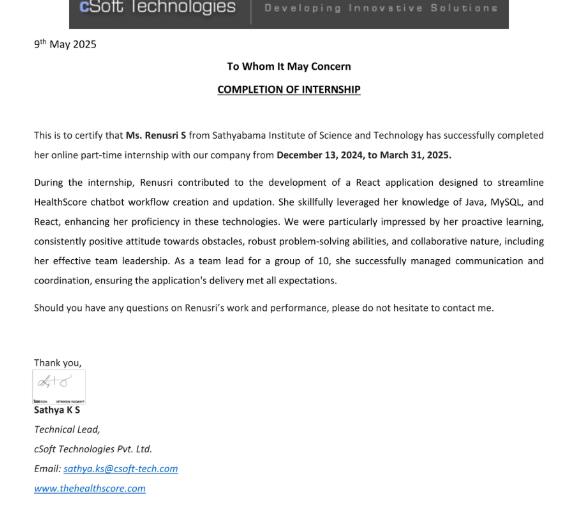 cSoft Technologies Developing Innovative Solutions
9th May 2025
To Whom It May Concern
COMPLETION OF INTERNSHIP
This is to certify that Ms. Renusri S from Sathyabama Institute of Science and Technology has successfully completed
her online part-time internship with our company from December 13, 2024, to March 31, 2025.
During the internship, Renusri contributed to the development of a React application designed to streamline
HealthScore chatbot workflow creation and updation. She skillfully leveraged her knowledge of Java, MySQL, and
React, enhancing her proficiency in these technologies. We were particularly impressed by her proactive learning,
consistently positive attitude towards obstacles, robust problem-solving abilities, and collaborative nature, including
her effective team leadership. As a team lead for a group of 10, she successfully managed communication and
coordination, ensuring the application's delivery met all expectations.
Should you have any questions on Renusri’s work and performance, please do not hesitate to contact me.
Thank you,
Sathya K S
Technical Lead,
cSoft Technologies Pvt. Ltd.
Email: sathya.ks@csoft-tech.com
www.thehealthscore.com